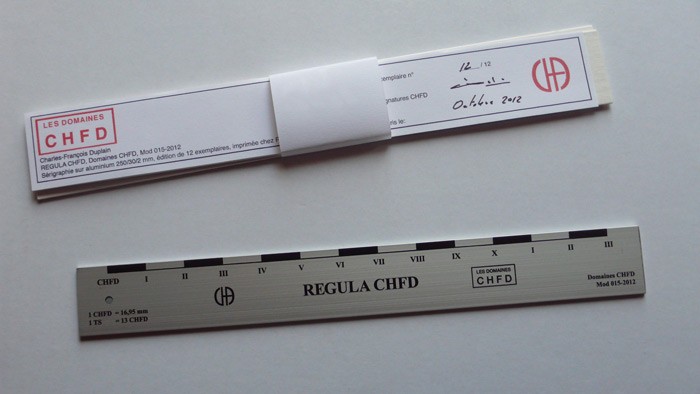 LES DOMAINES
CHFD
Charles-François Duplain
REGULA CHFD, Domaines CHFD, Mod 015-2012
Sérigraphie sur aluminium 250/30/2 mm, édition de 12 exemplaires, imprimée chez F
emplaire n° 12 / 12
gnatures CHFD
Octobre 2012
s le:
CHFD I II III IV V VI VII VIII IX X I II III
REGULA CHFD
LES DOMAINES
CHFD
Domaines CHFD
Mod 015-2012
1 CHFD = 16,95 mm
1 TS = 13 CHFD